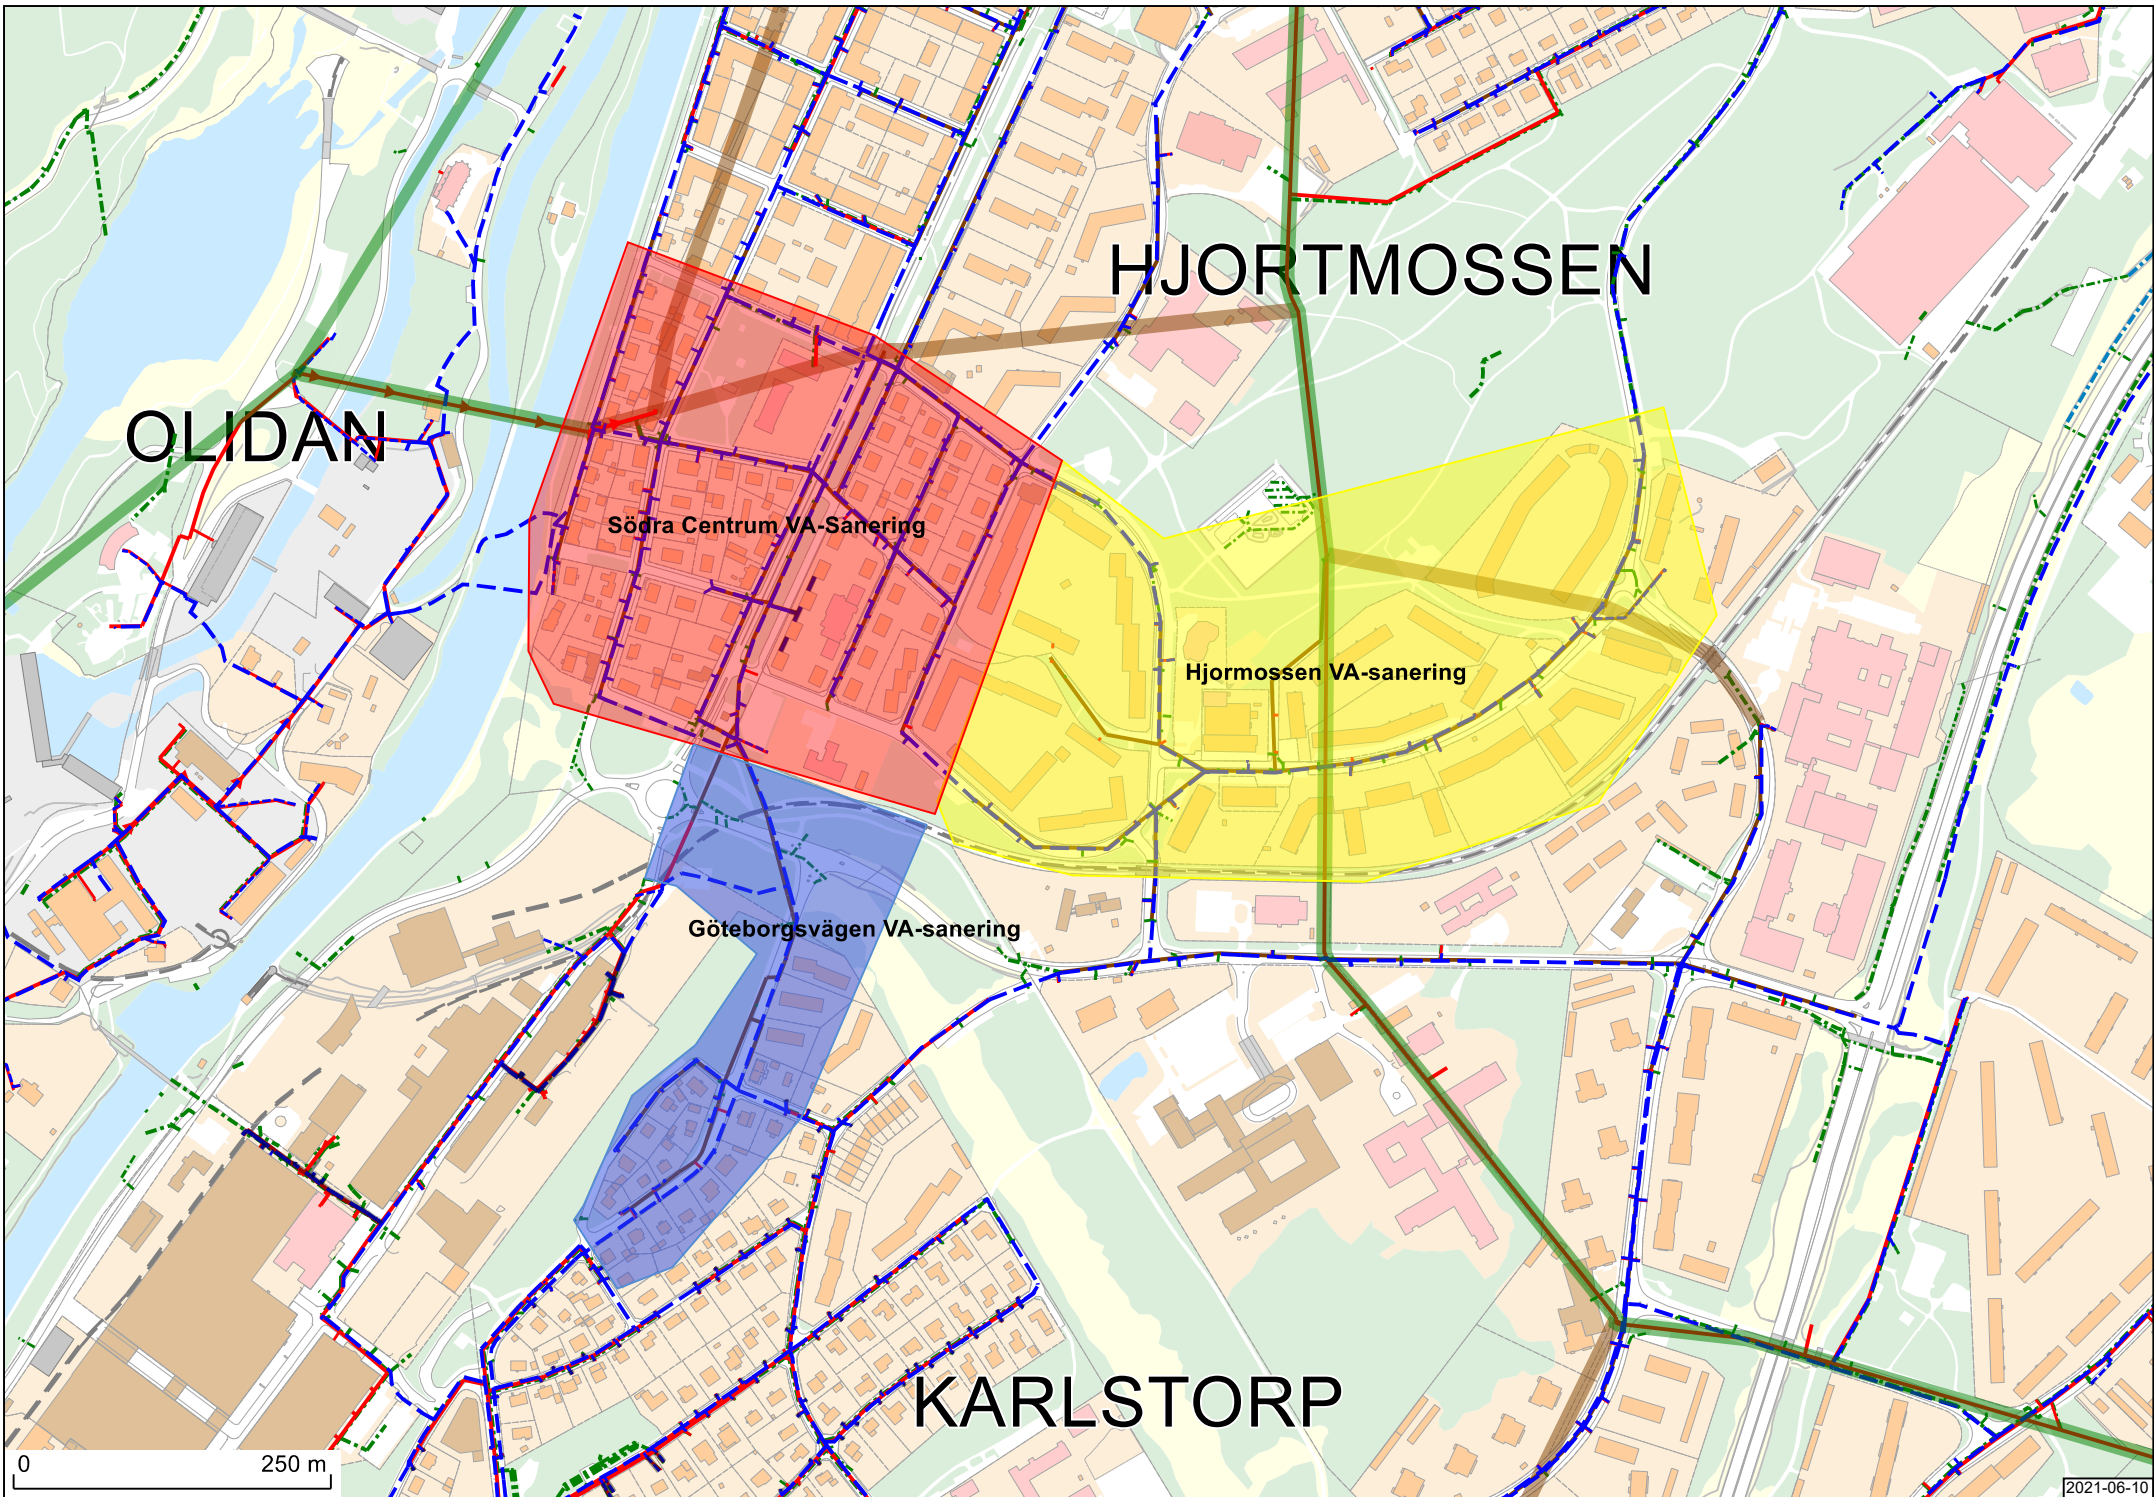 HJORTMOSSEN
OLIDAN
Södra Centrum VA-Sanering
Hjormossen VA-sanering
Göteborgsvägen VA-sanering
KARLSTORP
0 250 m
2021-06-10